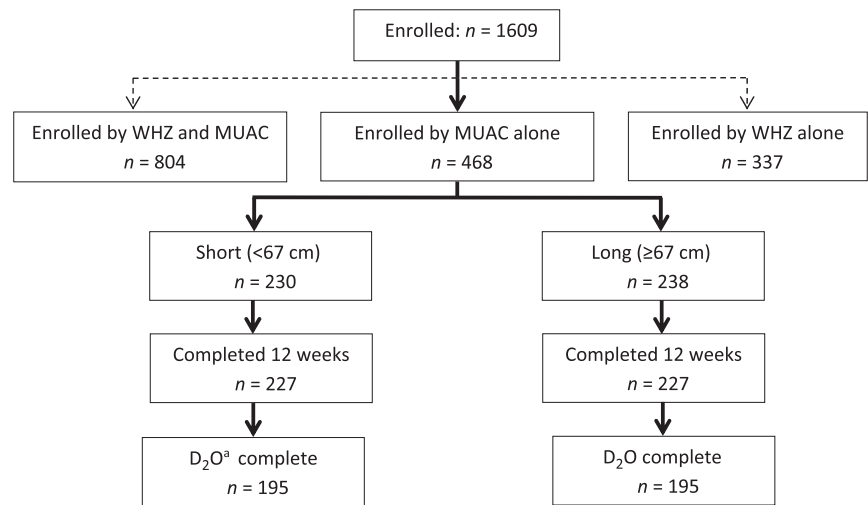 Enrolled: n = 1609
Enrolled by WHZ and MUAC
n = 804
Enrolled by MUAC alone
n = 468
Enrolled by WHZ alone
n = 337
Short (<67 cm)
n = 230
Long (≥67 cm)
n = 238
Completed 12 weeks
n = 227
Completed 12 weeks
n = 227
D₂Oᵃ complete
n = 195
D₂O complete
n = 195